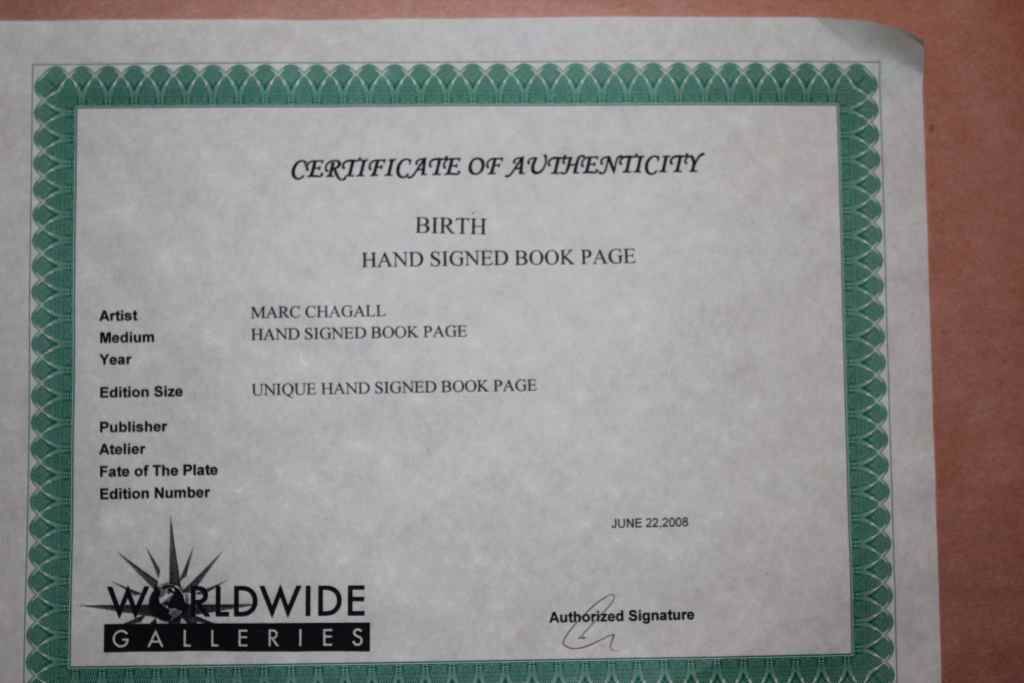 CERTIFICATE OF AUTHENTICITY
BIRTH
HAND SIGNED BOOK PAGE
Artist MARC CHAGALL
Medium HAND SIGNED BOOK PAGE
Year
Edition Size UNIQUE HAND SIGNED BOOK PAGE
Publisher
Atelier
Fate of The Plate
Edition Number
JUNE 22,2008
WORLDWIDE
GALLERIES
Authorized Signature